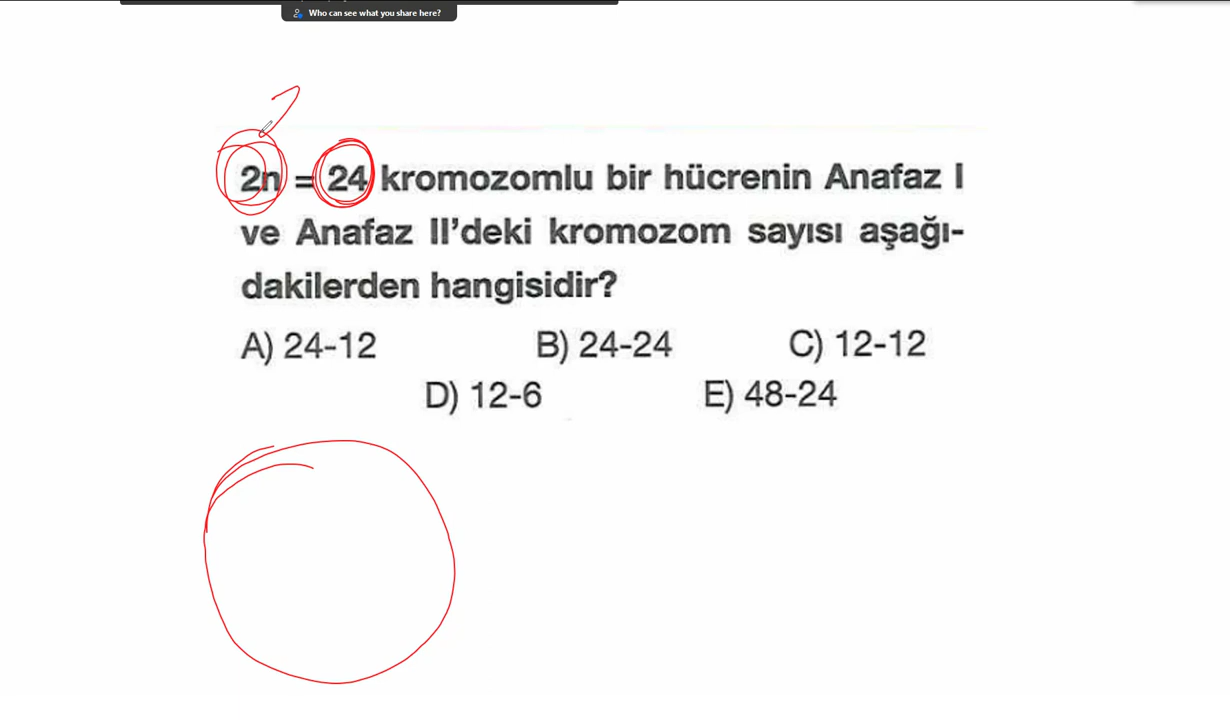 Who can see what you share here?
2n = 24 kromozomlu bir hücrenin Anafaz I
ve Anafaz II'deki kromozom sayısı aşağı-
dakilerden hangisidir?
A) 24-12 B) 24-24 C) 12-12
D) 12-6 E) 48-24